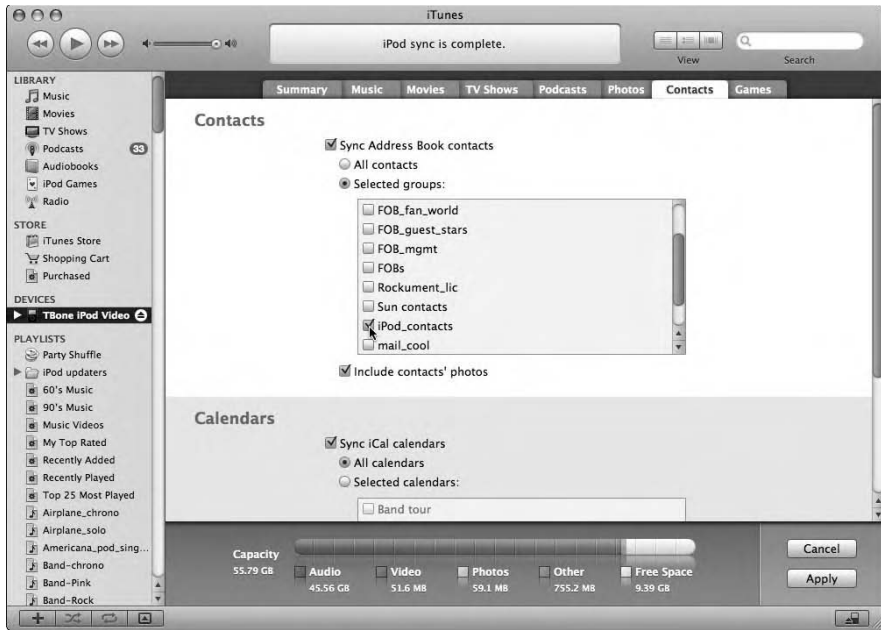 iTunes
iPod sync is complete.
View
Search
LIBRARY
Music
Movies
TV Shows
Podcasts 33
Audiobooks
iPod Games
Radio
STORE
iTunes Store
Shopping Cart
Purchased
DEVICES
TBone iPod Video
PLAYLISTS
Party Shuffle
iPod updaters
60's Music
90's Music
Music Videos
My Top Rated
Recently Added
Recently Played
Top 25 Most Played
Airplane_chrono
Airplane_solo
Americana_pod_sing...
Band-chrono
Band-Pink
Band-Rock
Summary Music Movies TV Shows Podcasts Photos Contacts Games
Contacts
Sync Address Book contacts
All contacts
Selected groups:
FOB_fan_world
FOB_guest_stars
FOB_mgmt
FOBs
Rockument_lic
Sun contacts
iPod_contacts
mail_cool
Include contacts' photos
Calendars
Sync iCal calendars
All calendars
Selected calendars:
Band tour
Capacity
55.79 GB
Audio
45.56 GB
Video
51.6 MB
Photos
59.1 MB
Other
755.2 MB
Free Space
9.39 GB
Cancel
Apply